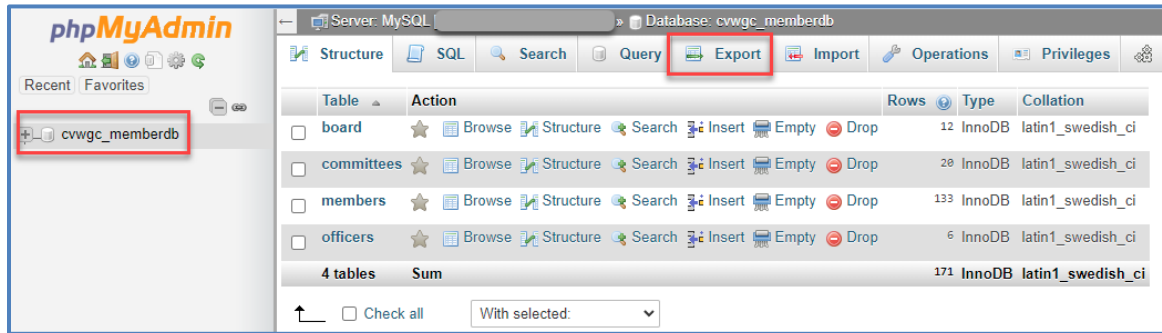 phpMyAdmin
Recent Favorites
cvwgc_memberdb
Server: MySQL » Database: cvwgc_memberdb
Structure SQL Search Query Export Import Operations Privileges
Table Action Rows Type Collation
board Browse Structure Search Insert Empty Drop 12 InnoDB latin1_swedish_ci
committees Browse Structure Search Insert Empty Drop 20 InnoDB latin1_swedish_ci
members Browse Structure Search Insert Empty Drop 133 InnoDB latin1_swedish_ci
officers Browse Structure Search Insert Empty Drop 6 InnoDB latin1_swedish_ci
4 tables Sum 171 InnoDB latin1_swedish_ci
Check all With selected: